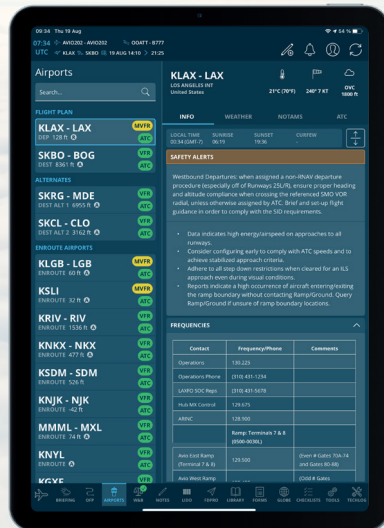 09:34 Thu 19 Aug
54 %
07:34 AVIO202 - AVIO202 OOATT - B777
UTC KLAX SKBO 19 AUG 14:10 > 21:25
Airports
Search...
FLIGHT PLAN
KLAX - LAX MVFR
DEP 128 ft ATC
SKBO - BOG VFR
DEST 8361 ft ATC
ALTERNATES
SKRG - MDE VFR
DEST ALT 1 6955 ft ATC
SKCL - CLO VFR
DEST ALT 2 3162 ft ATC
ENROUTE AIRPORTS
KLGB - LGB MVFR
ENROUTE 60 ft ATC
KSLI MVFR
ENROUTE 32 ft ATC
KRIV - RIV VFR
ENROUTE 1536 ft ATC
KNKX - NKX VFR
ENROUTE 477 ft ATC
KSDM - SDM VFR
ENROUTE 526 ft ATC
KNJK - NJK VFR
ENROUTE -42 ft ATC
MMML - MXL VFR
ENROUTE 74 ft ATC
KNYL VFR
ENROUTE ATC
KGXF VFR
KLAX - LAX
LOS ANGELES INT
United States
21°C (70°F)
240° 7 KT
OVC
1800 ft
INFO WEATHER NOTAMS ATC
LOCAL TIME SUNRISE SUNSET CURFEW
00:34 (GMT-7) 06:19 19:36 -
SAFETY ALERTS
Westbound Departures: when assigned a non-RNAV departure
procedure (especially off of Runways 25L/R), ensure proper heading
and altitude compliance when crossing the referenced SMO VOR
radial, unless otherwise assigned by ATC. Brief and set-up flight
guidance in order to comply with the SID requirements.
• Data indicates high energy/airspeed on approaches to all
runways.
• Consider configuring early to comply with ATC speeds and to
achieve stabilized approach criteria.
• Adhere to all step down restrictions when cleared for an ILS
approach even during visual conditions.
• Reports indicate a high occurrence of aircraft entering/exiting
the ramp boundary without contacting Ramp/Ground. Query
Ramp/Ground if unsure of ramp boundary locations.
FREQUENCIES
Contact Frequency/Phone Comments
Operations 130.225
Operations Phone (310) 431-1234
LAXFO SOC Reps (310) 431-5678
Hub MX Control 129.675
ARINC 128.900
Ramp: Terminals 7 & 8
(0500-0030L)
Avia East Ramp
(Terminal 7 & 8) 129.500 (Even # Gates 70A-74
and Gates 80-88)
Avia West Ramp (Odd # Gates
BRIEFING OFP AIRPORTS W&B NOTES LIDO FDPRO LIBRARY FORMS GLOBE CHECKLISTS TOOLS TECHLOG